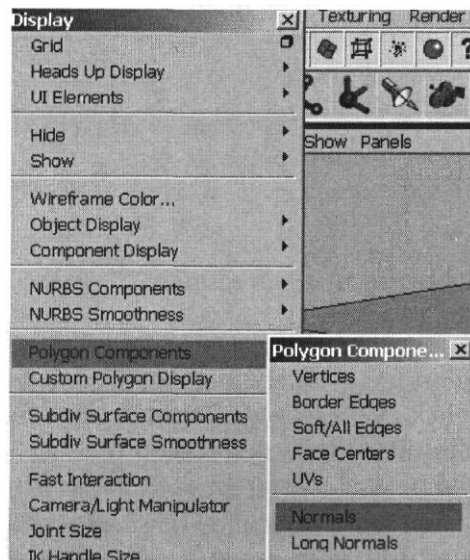 Display
Grid
Heads Up Display
UI Elements
Hide
Show
Wireframe Color...
Object Display
Component Display
NURBS Components
NURBS Smoothness
Polygon Components
Custom Polygon Display
Subdiv Surface Components
Subdiv Surface Smoothness
Fast Interaction
Camera/Light Manipulator
Joint Size
IK Handle Size
Texturing Render
?
Show Panels
Polygon Compone...
Vertices
Border Edges
Soft/All Edges
Face Centers
UVs
Normals
Long Normals